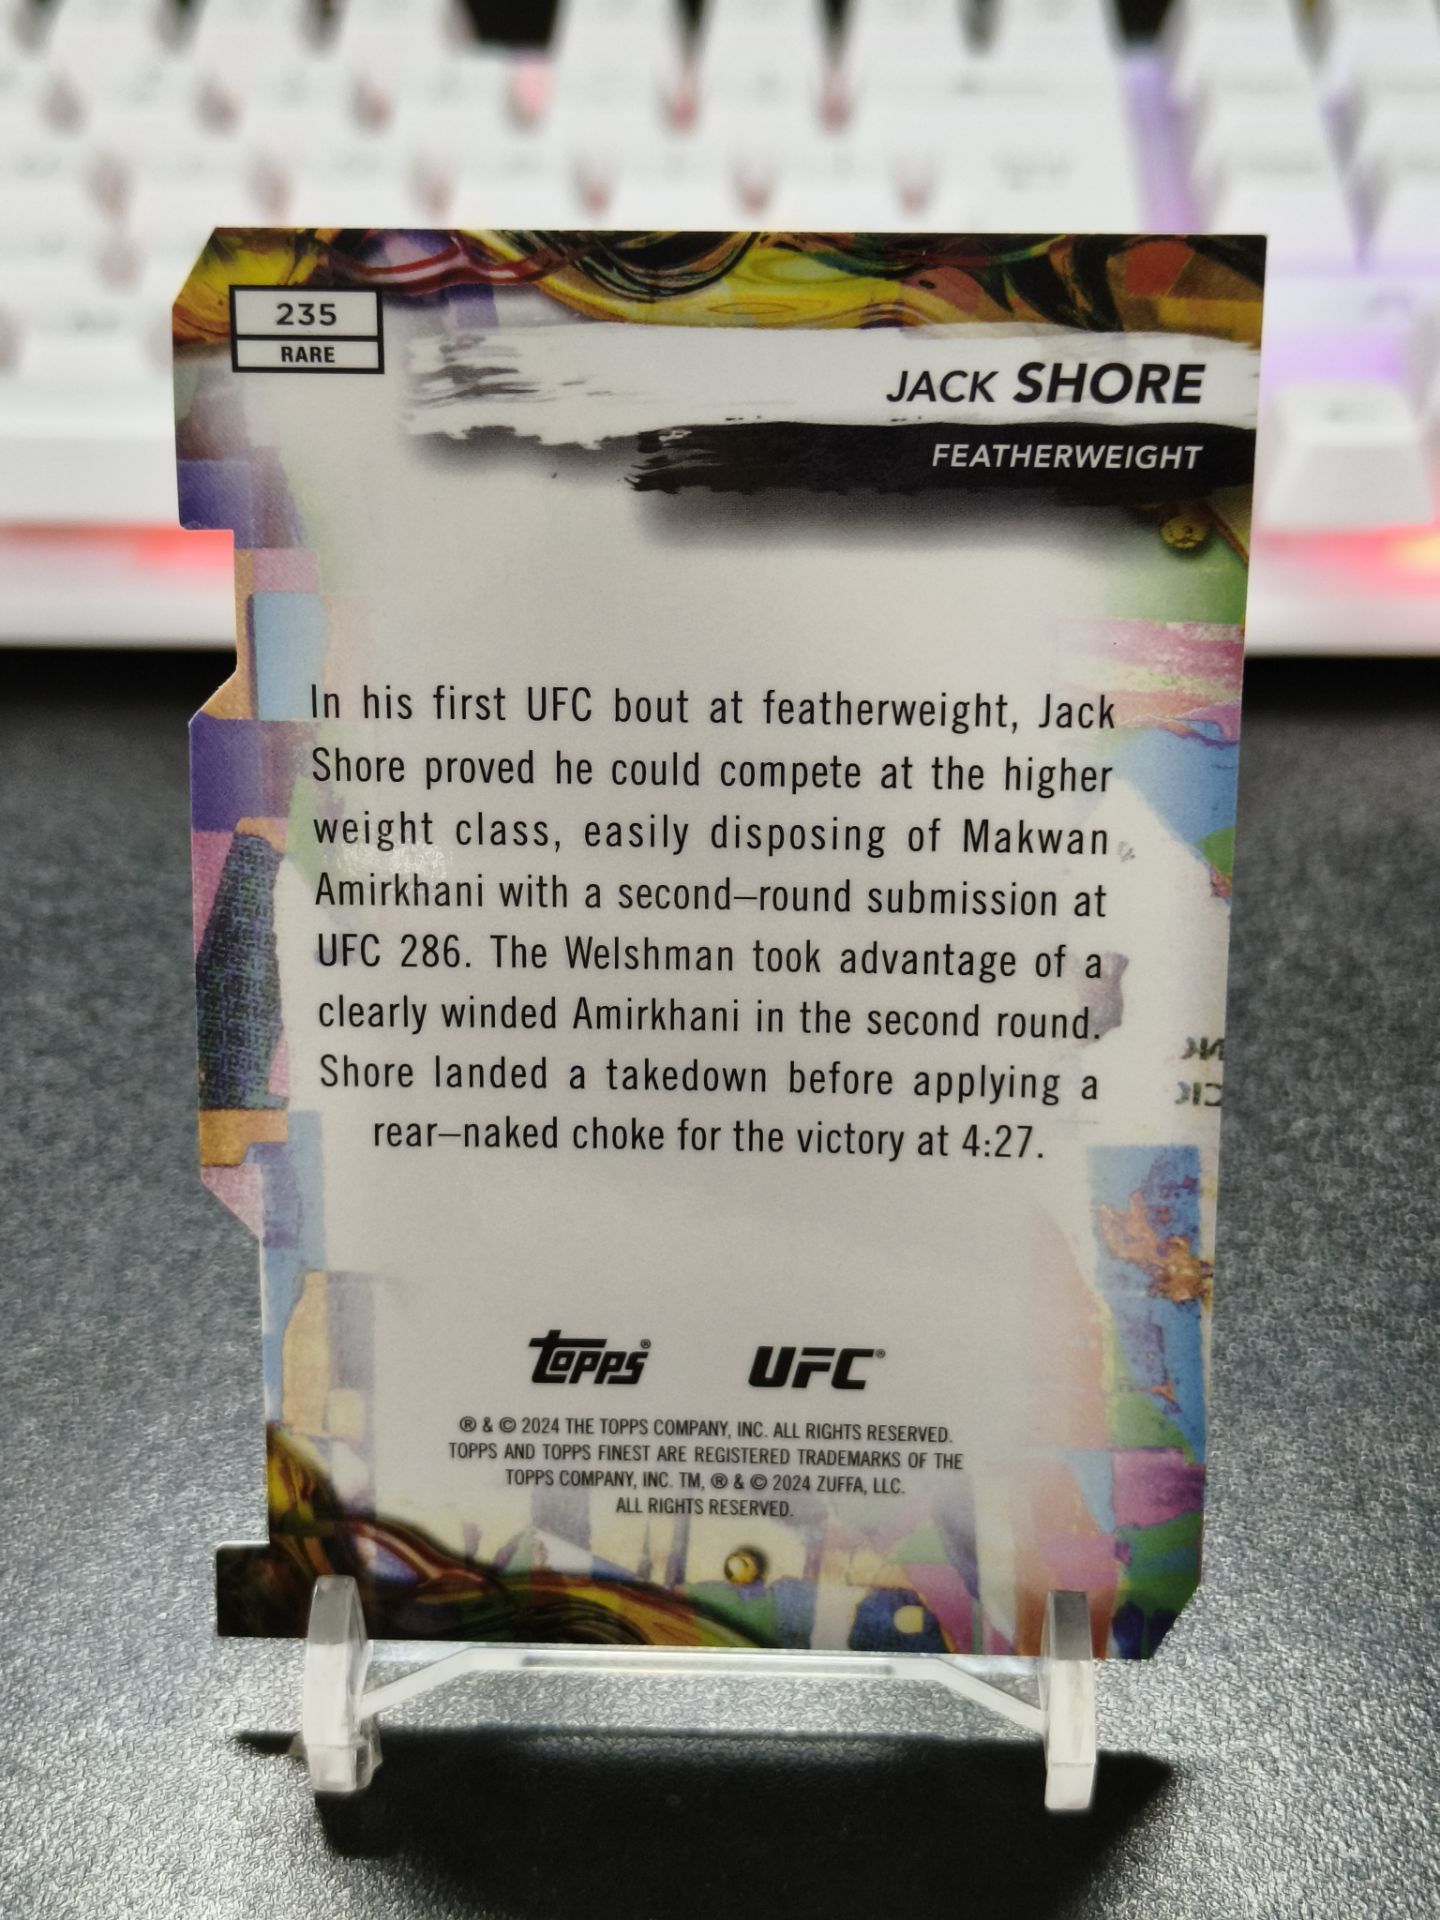 235
RARE
JACK SHORE
FEATHERWEIGHT
In his first UFC bout at featherweight, Jack
Shore proved he could compete at the higher
weight class, easily disposing of Makwan
Amirkhani with a second–round submission at
UFC 286. The Welshman took advantage of a
clearly winded Amirkhani in the second round.
Shore landed a takedown before applying a
rear–naked choke for the victory at 4:27.
topps® UFC®
® & © 2024 THE TOPPS COMPANY, INC. ALL RIGHTS RESERVED.
TOPPS AND TOPPS FINEST ARE REGISTERED TRADEMARKS OF THE
TOPPS COMPANY, INC. TM, ® & © 2024 ZUFFA, LLC.
ALL RIGHTS RESERVED.